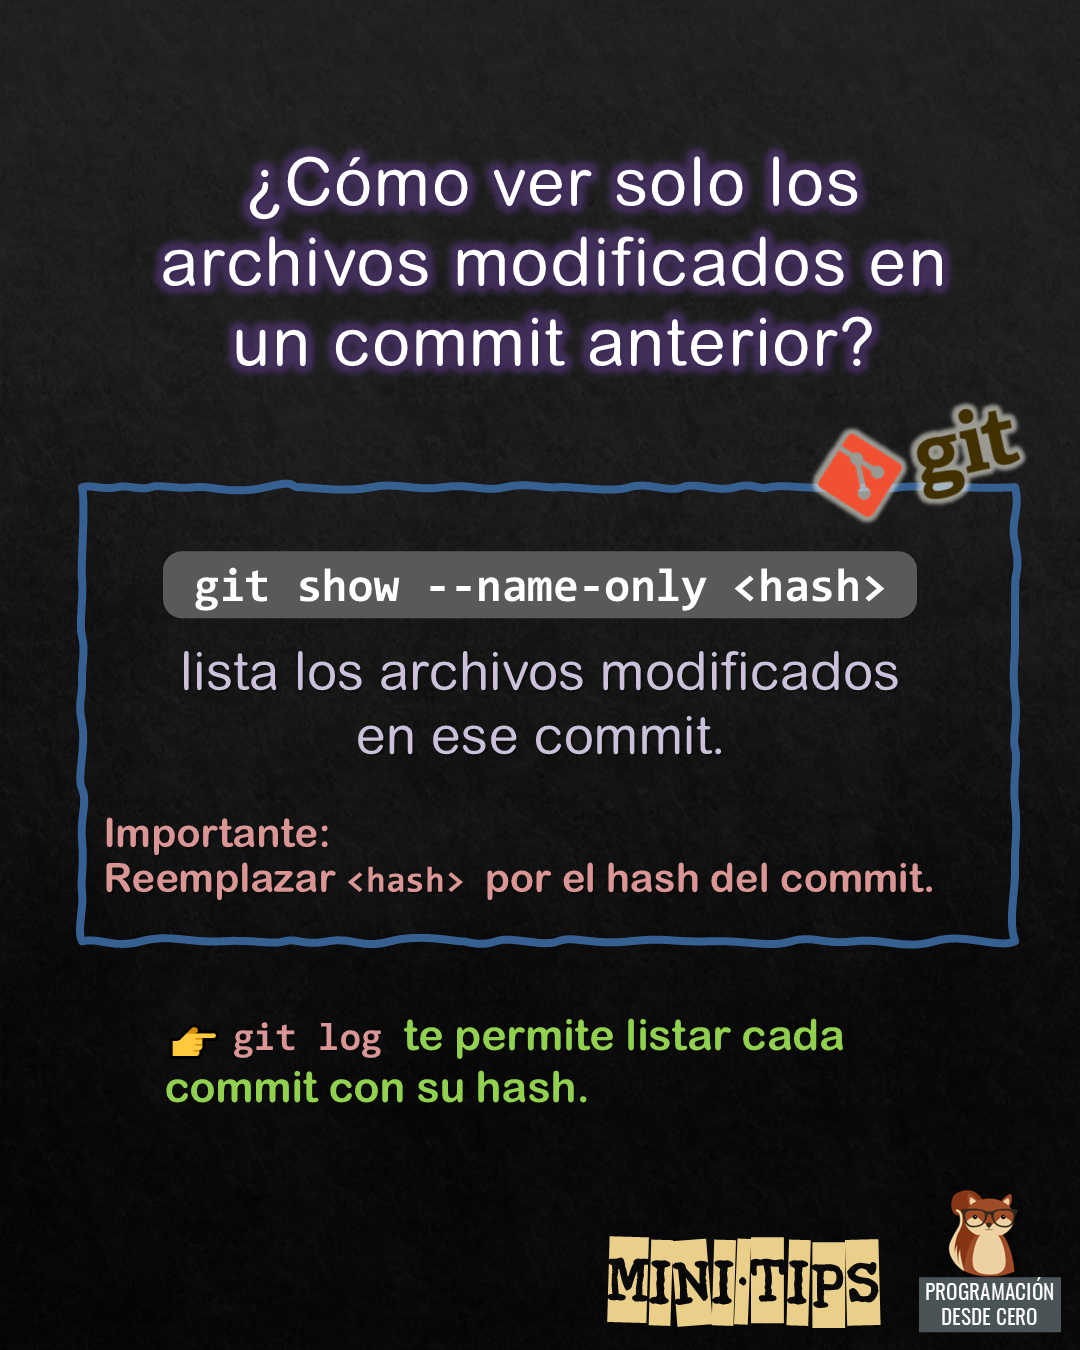 ¿Cómo ver solo los
archivos modificados en
un commit anterior?
git
git show --name-only <hash>
lista los archivos modificados
en ese commit.
Importante:
Reemplazar <hash> por el hash del commit.
👉 git log te permite listar cada
commit con su hash.
MINI·TIPS
PROGRAMACIÓN
DESDE CERO